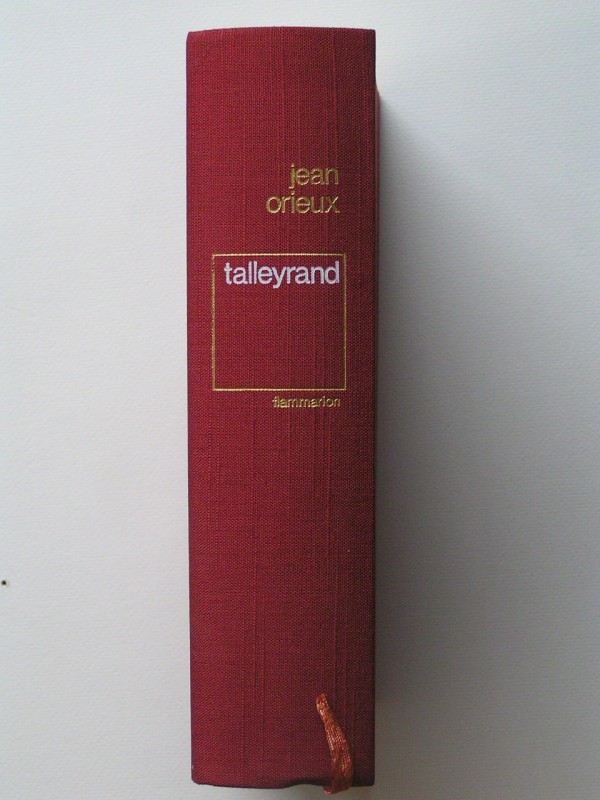 jean
orieux
talleyrand
flammarion